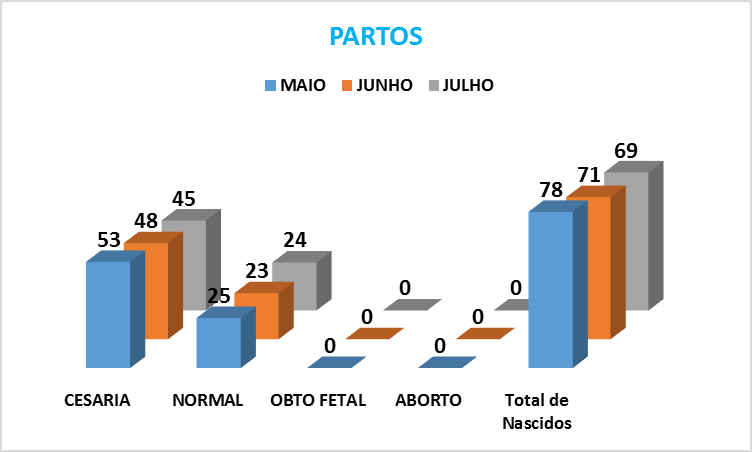 PARTOS
MAIO JUNHO JULHO
53 48 45
25 23 24
0 0 0
0 0 0
78 71 69
CESARIA NORMAL OBTO FETAL ABORTO Total de
Nascidos